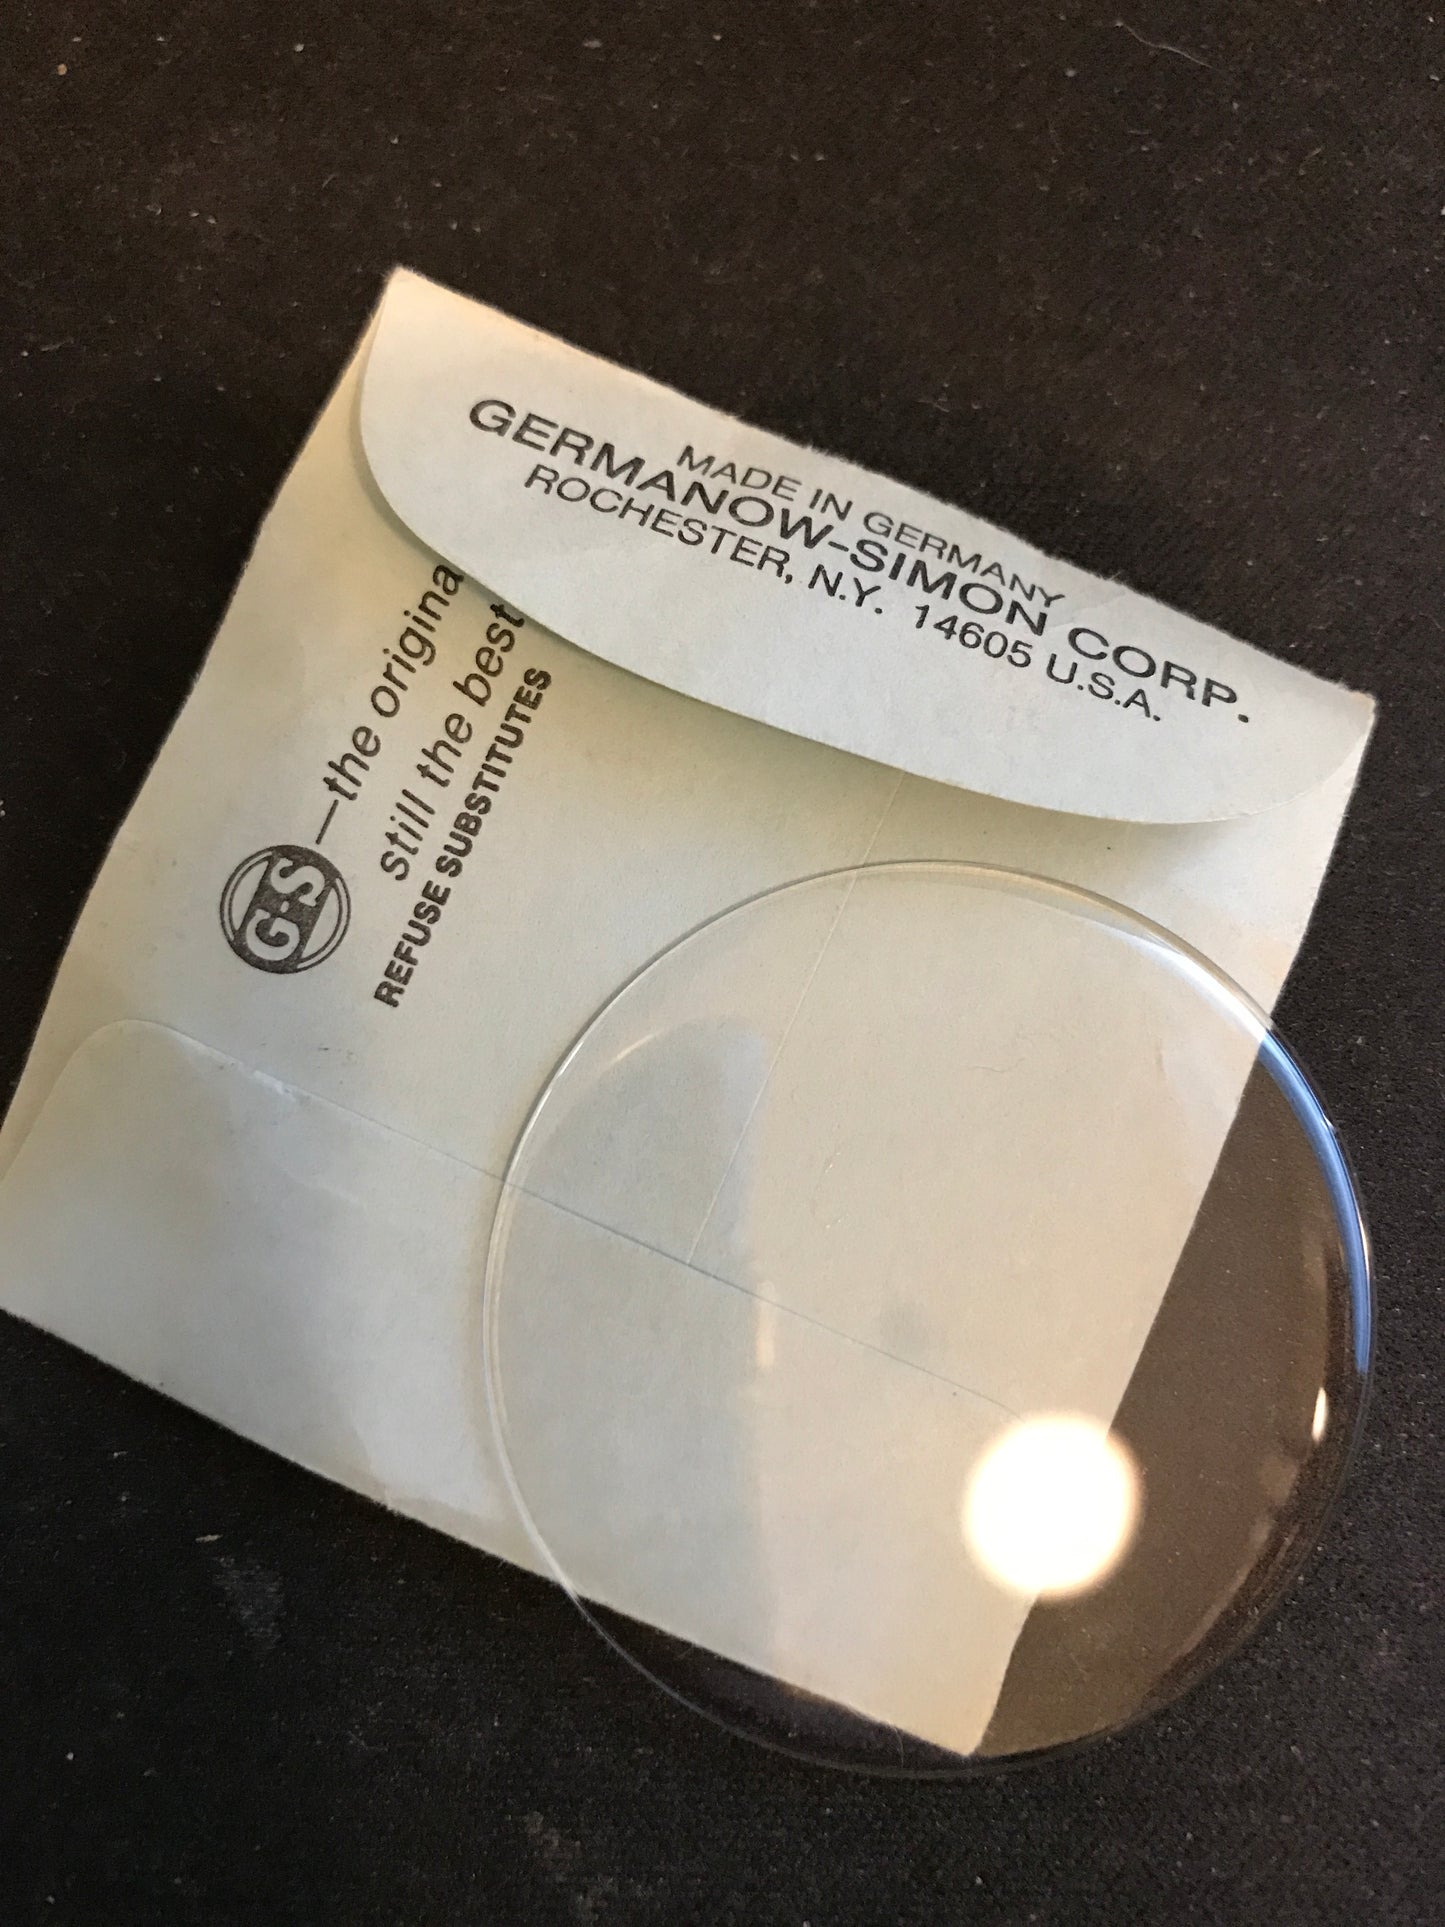 MADE IN GERMANY
GERMANOW-SIMON CORP.
ROCHESTER, N.Y. 14605 U.S.A.
G·S —the origina
still the best
REFUSE SUBSTITUTES